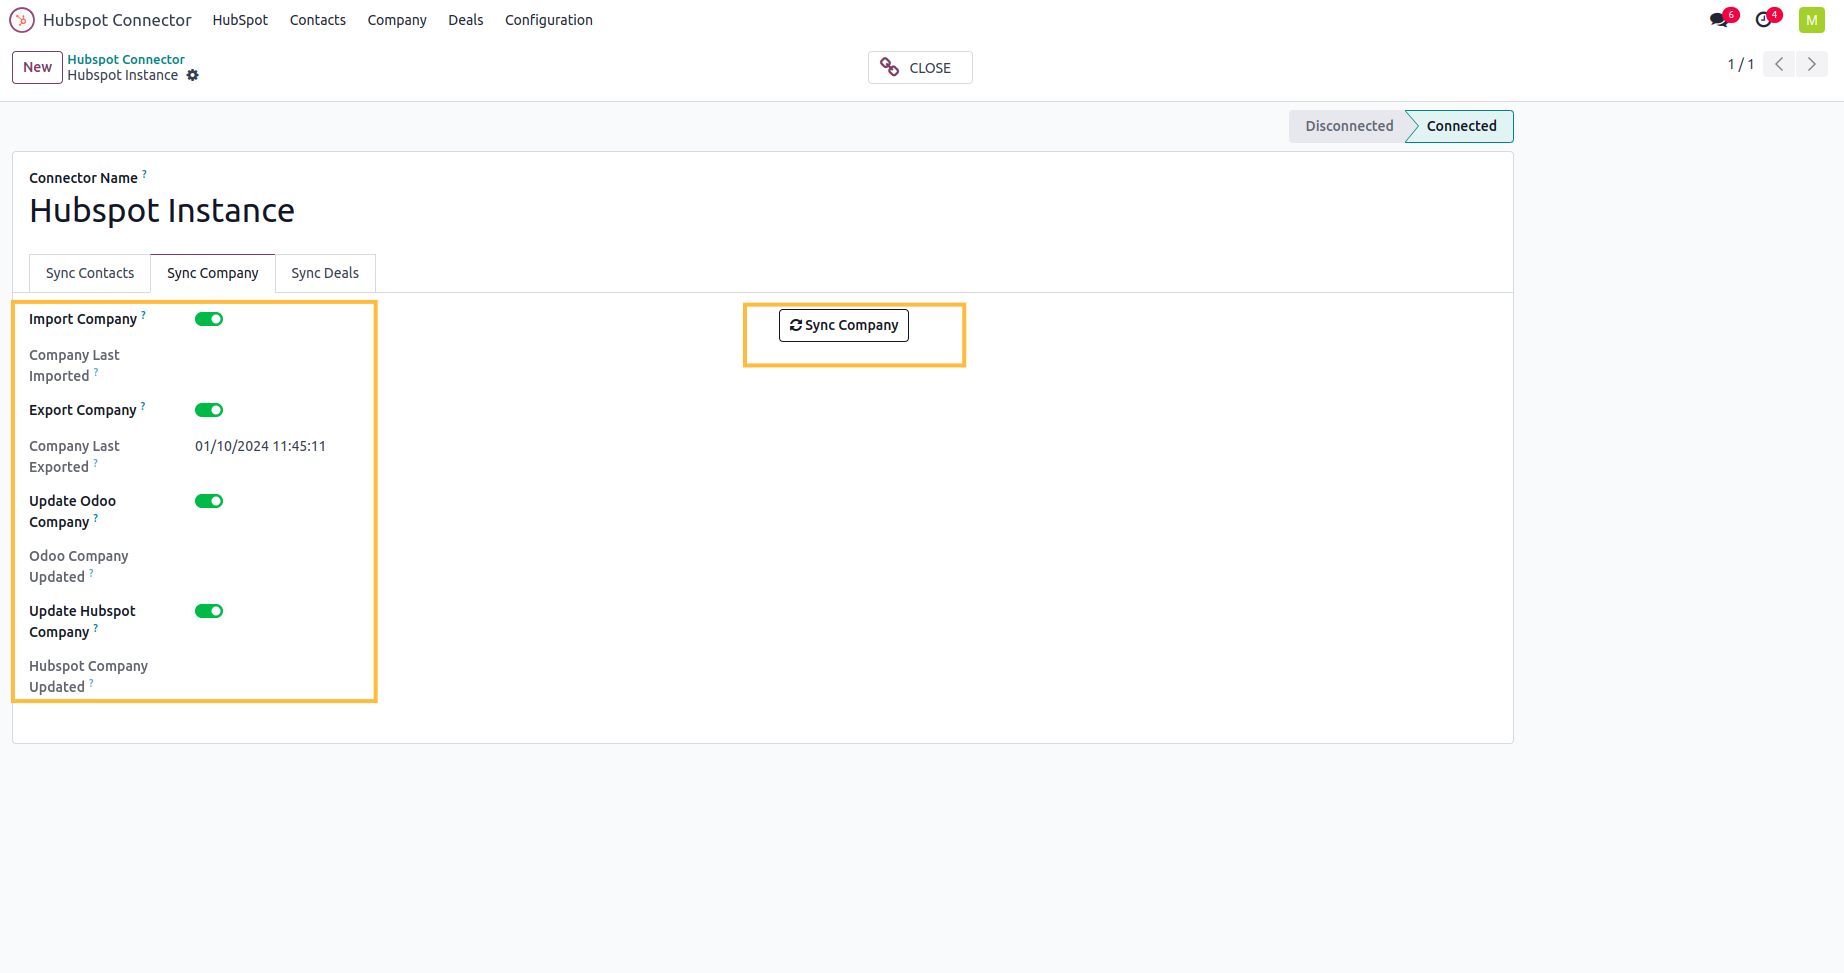 Hubspot Connector HubSpot Contacts Company Deals Configuration 6 4 M
New Hubspot Connector
Hubspot Instance
CLOSE
1 / 1
Disconnected Connected
Connector Name ?
Hubspot Instance
Sync Contacts Sync Company Sync Deals
Import Company ?
Sync Company
Company Last
Imported ?
Export Company ?
Company Last
Exported ?
01/10/2024 11:45:11
Update Odoo
Company ?
Odoo Company
Updated ?
Update Hubspot
Company ?
Hubspot Company
Updated ?